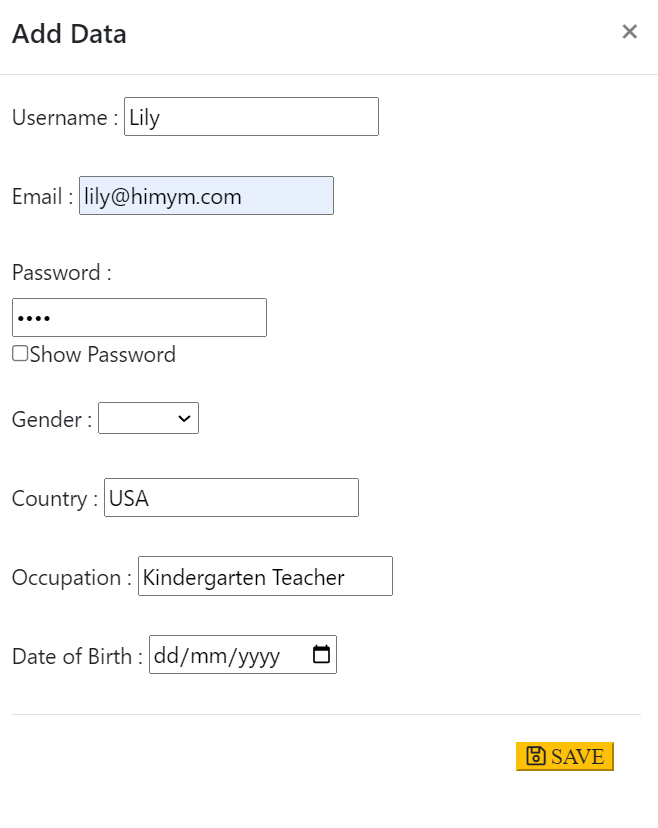 Add Data ×
Username : Lily
Email : lily@himym.com
Password :
••••
Show Password
Gender :
Country : USA
Occupation : Kindergarten Teacher
Date of Birth : dd/mm/yyyy
SAVE